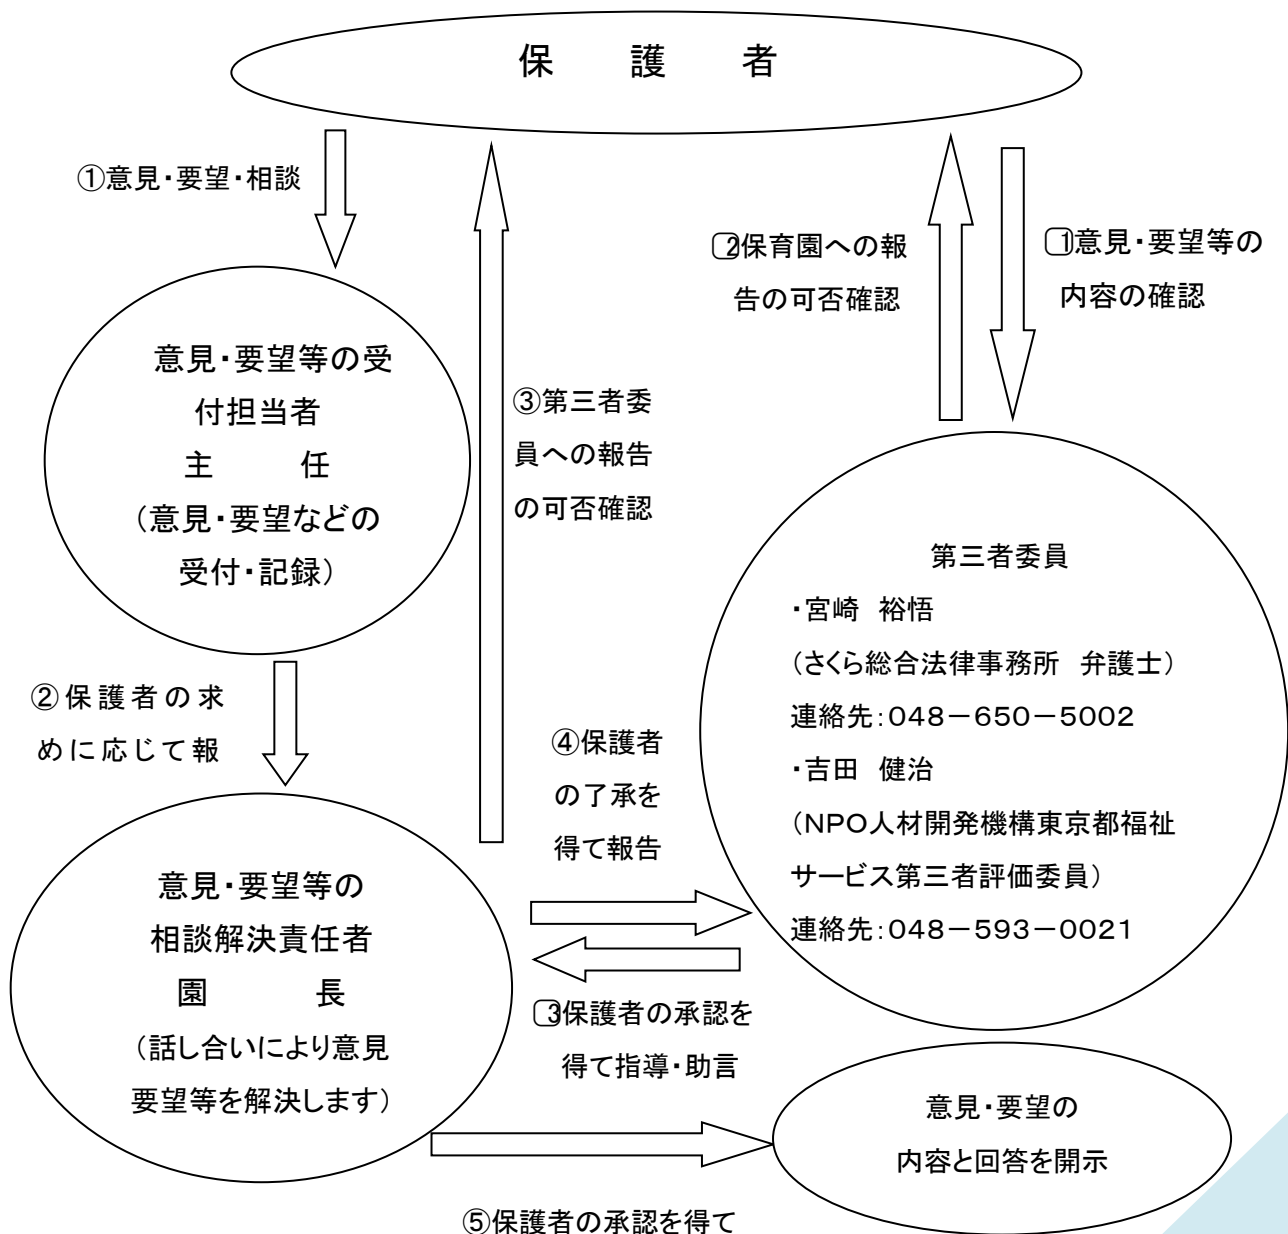 保　護　者
①意見・要望・相談
2保育園への報
告の可否確認
1意見・要望等の
内容の確認
意見・要望等の受
付担当者
主　任
（意見・要望などの
受付・記録）
③第三者委
員への報告
の可否確認
②保護者の求
めに応じて報
第三者委員
・宮崎　裕悟
（さくら総合法律事務所　弁護士）
連絡先：048－650－5002
・吉田　健治
（NPO人材開発機構東京都福祉
サービス第三者評価委員）
連絡先：048－593－0021
④保護者
の了承を
得て報告
意見・要望等の
相談解決責任者
園　長
（話し合いにより意見
要望等を解決します）
3保護者の承認を
得て指導・助言
意見・要望の
内容と回答を開示
⑤保護者の承認を得て